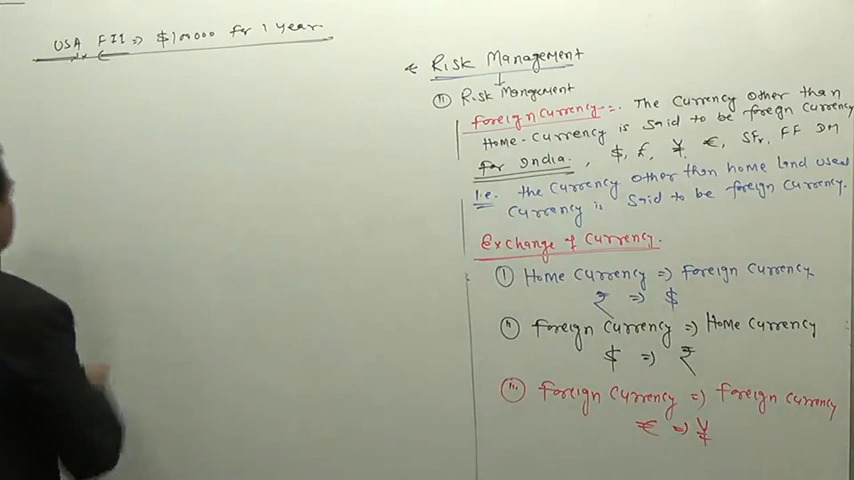 USA FII => $100000 for 1 year.
← Risk Management
(ii) Risk Mangement
Foreign Currency :- The currency other than
Home-Currency is said to be foregn currency
for India. , $, £, ¥, €, SFr, FF DM
I.e. the currency other than home land used
currency is said to be foreign currency.
Exchange of currency.
(i) Home Currency => Foreign Currency
₹ => $
(ii) Foreign Currency => Home Currency
$ => ₹
(iii) Foreign Currency => Foreign currency
€ => ¥